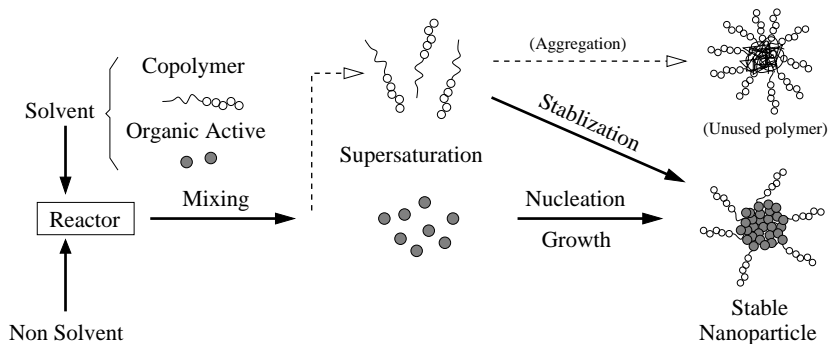 Copolymer
Solvent
Organic Active
Reactor
Mixing
Non Solvent
Supersaturation
(Aggregation)
Stablization
(Unused polymer)
Nucleation
Growth
Stable
Nanoparticle